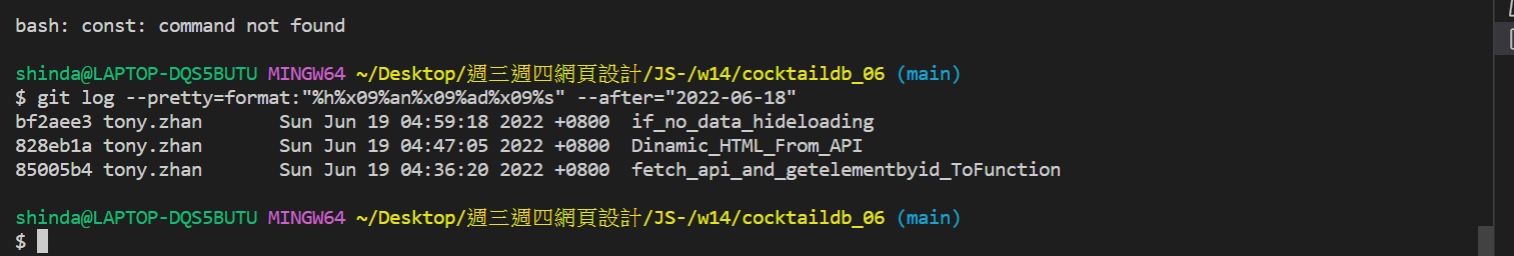 bash: const: command not found
shinda@LAPTOP-DQS5BUTU MINGW64 ~/Desktop/週三週四網頁設計/JS-/w14/cocktaildb_06 (main)
$ git log --pretty=format:"%h%x09%an%x09%ad%x09%s" --after="2022-06-18"
bf2aee3 tony.zhan       Sun Jun 19 04:59:18 2022 +0800  if_no_data_hideloading
828eb1a tony.zhan       Sun Jun 19 04:47:05 2022 +0800  Dinamic_HTML_From_API
85005b4 tony.zhan       Sun Jun 19 04:36:20 2022 +0800  fetch_api_and_getelementbyid_ToFunction
shinda@LAPTOP-DQS5BUTU MINGW64 ~/Desktop/週三週四網頁設計/JS-/w14/cocktaildb_06 (main)
$